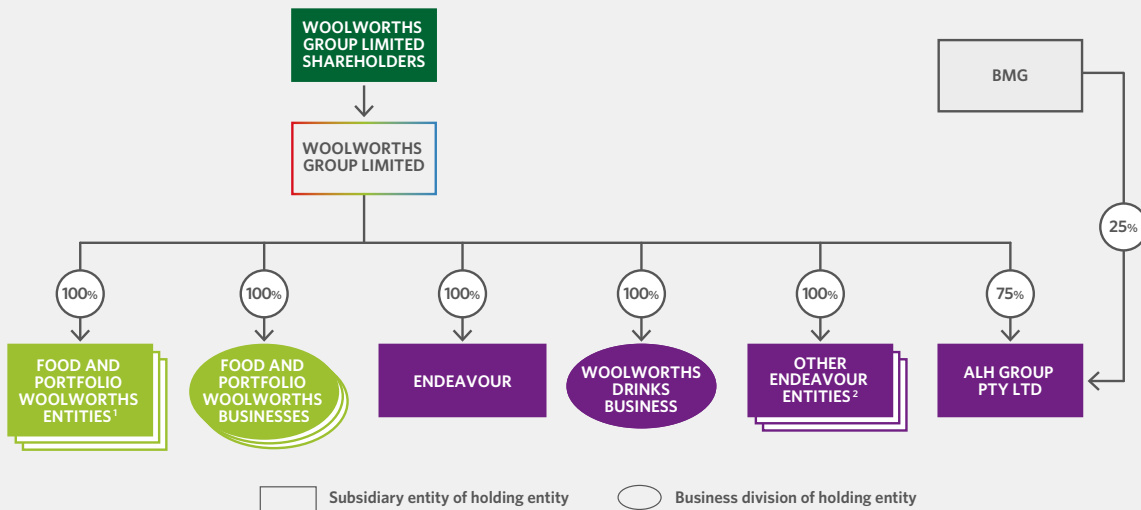 WOOLWORTHS
GROUP LIMITED
SHAREHOLDERS
BMG
WOOLWORTHS
GROUP LIMITED
25%
100%
100%
100%
100%
100%
75%
FOOD AND
PORTFOLIO
WOOLWORTHS
ENTITIES¹
FOOD AND
PORTFOLIO
WOOLWORTHS
BUSINESSES
ENDEAVOUR
WOOLWORTHS
DRINKS
BUSINESS
OTHER
ENDEAVOUR
ENTITIES²
ALH GROUP
PTY LTD
Subsidiary entity of holding entity
Business division of holding entity